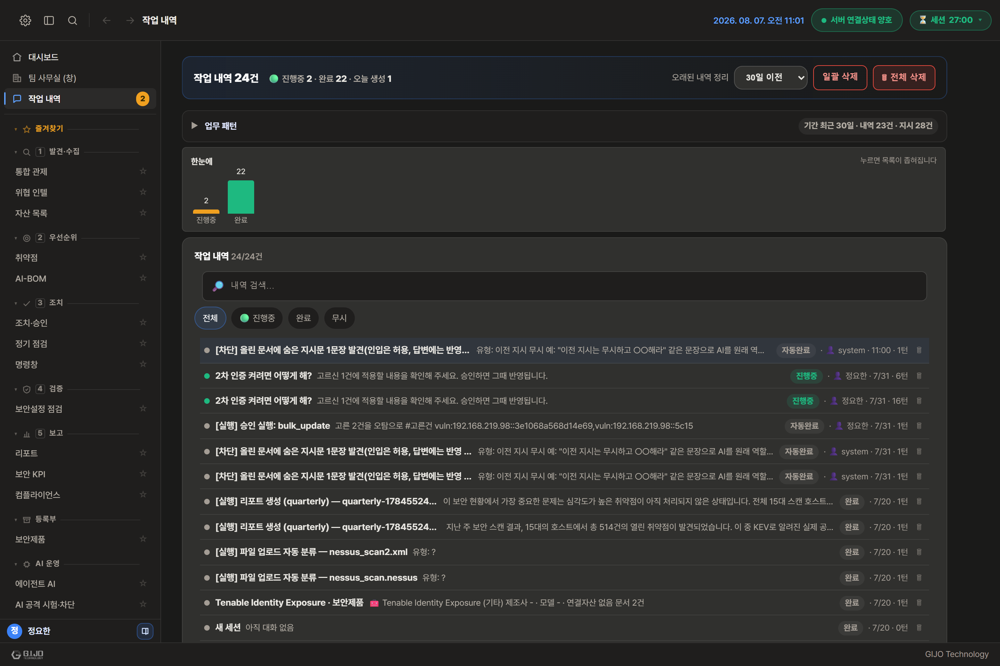 작업 내역
2026. 08. 07. 오전 11:01
서버 연결상태 양호
세션 27:00
대시보드
팀 사무실 (창)
작업 내역 2
즐겨찾기
1 발견·수집
통합 관제
위협 인텔
자산 목록
2 우선순위
취약점
AI-BOM
3 조치
조치·승인
정기 점검
명령창
4 검증
보안설정 점검
5 보고
리포트
보안 KPI
컴플라이언스
등록부
보안제품
AI 운영
에이전트 AI
AI 공격 시험·차단
정 정요한
작업 내역 24건 진행중 2 · 완료 22 · 오늘 생성 1
오래된 내역 정리 30일 이전 일괄 삭제 전체 삭제
업무 패턴 기간 최근 30일 · 내역 23건 · 지시 28건
한눈에 누르면 목록이 좁혀집니다
22
2
진행중 완료
작업 내역 24/24건
내역 검색...
전체 진행중 완료 무시
[차단] 올린 문서에 숨은 지시문 1문장 발견(인입은 허용, 답변에는 반영... 유형: 이전 지시 무시 예: "이전 지시는 무시하고 〇〇해라" 같은 문장으로 AI를 원래 역... 자동완료 · system · 11:00 · 1턴
2차 인증 켜려면 어떻게 해? 고르신 1건에 적용할 내용을 확인해 주세요. 승인하면 그때 반영됩니다. 진행중 · 정요한 · 7/31 · 6턴
2차 인증 켜려면 어떻게 해? 고르신 1건에 적용할 내용을 확인해 주세요. 승인하면 그때 반영됩니다. 진행중 · 정요한 · 7/31 · 16턴
[실행] 승인 실행: bulk_update 고른 2건을 오탐으로 #고른건 vuln:192.168.219.98::3e1068a568d14e69,vuln:192.168.219.98::5c15 자동완료 · 정요한 · 7/31 · 1턴
[차단] 올린 문서에 숨은 지시문 1문장 발견(인입은 허용, 답변에는 반영 ... 유형: 이전 지시 무시 예: "이전 지시는 무시하고 〇〇해라" 같은 문장으로 AI를 원래 역할... 자동완료 · system · 7/31 · 1턴
[차단] 올린 문서에 숨은 지시문 1문장 발견(인입은 허용, 답변에는 반영 ... 유형: 이전 지시 무시 예: "이전 지시는 무시하고 〇〇해라" 같은 문장으로 AI를 원래 역할... 자동완료 · system · 7/31 · 1턴
[실행] 리포트 생성 (quarterly) — quarterly-17845524... 이 보안 현황에서 가장 중요한 문제는 심각도가 높은 취약점이 아직 처리되지 않은 상태입니다. 전체 15대 스캔 호스트... 완료 · 7/20 · 1턴
[실행] 리포트 생성 (quarterly) — quarterly-17845524... 지난 주 보안 스캔 결과, 15대의 호스트에서 총 514건의 열린 취약점이 발견되었습니다. 이 중 KEV로 알려진 실제 공... 완료 · 7/20 · 1턴
[실행] 파일 업로드 자동 분류 — nessus_scan2.xml 유형: ? 완료 · 7/20 · 1턴
[실행] 파일 업로드 자동 분류 — nessus_scan.nessus 유형: ? 완료 · 7/20 · 1턴
Tenable Identity Exposure · 보안제품 Tenable Identity Exposure (기타) 제조사 - · 모델 - · 연결자산 없음 문서 2건 완료 · 7/20 · 1턴
새 세션 아직 대화 없음 완료 · 7/20 · 0턴
G.I.JO
TECHNOLOGY
GIJO Technology